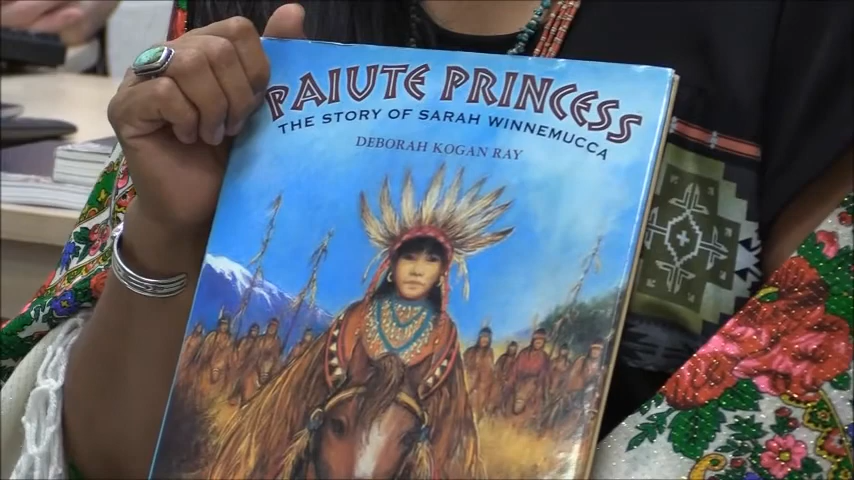 PAIUTE PRINCESS
THE STORY OF SARAH WINNEMUCCA
DEBORAH KOGAN RAY